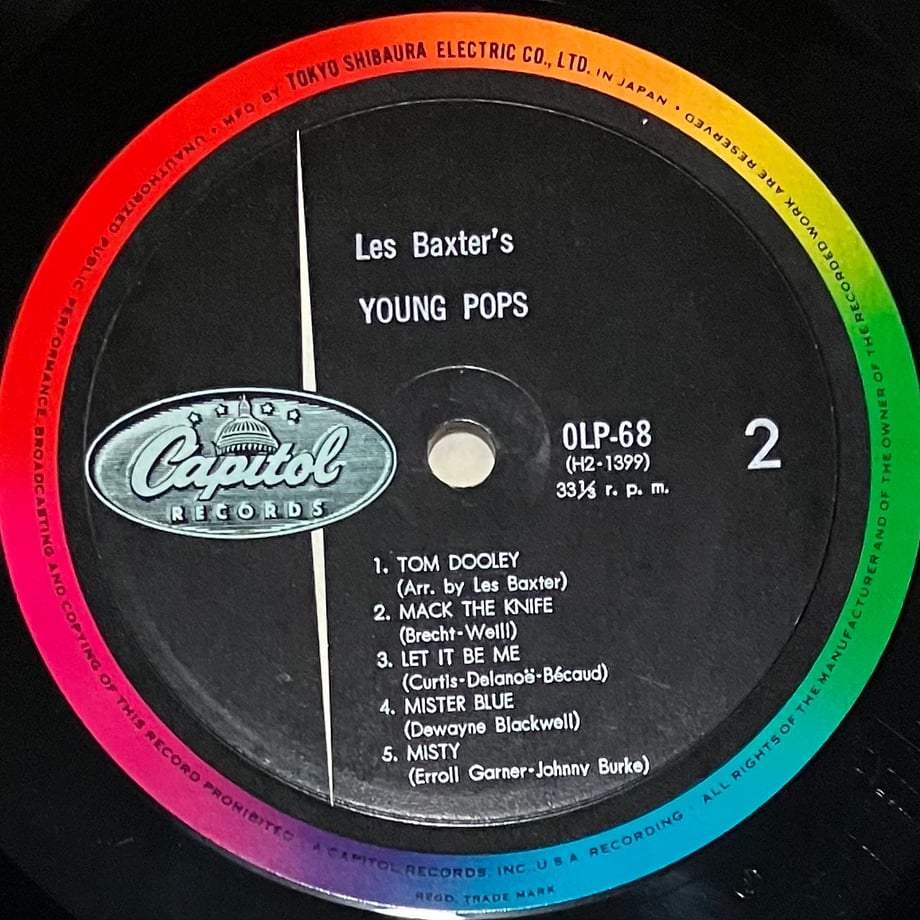 MFD BY TOKYO SHIBAURA ELECTRIC CO., LTD. IN JAPAN •
ALL RIGHTS OF THE MANUFACTURER AND OF THE OWNER OF THE RECORDED WORK ARE RESERVED
UNAUTHORIZED PUBLIC PERFORMANCE, BROADCASTING AND COPYING OF THIS RECORD PROHIBITED
Les Baxter's
YOUNG POPS
Capitol
RECORDS
OLP-68
(H2-1399)
33⅓ r. p. m.
2
1. TOM DOOLEY
(Arr. by Les Baxter)
2. MACK THE KNIFE
(Brecht-Weill)
3. LET IT BE ME
(Curtis-Delanoë-Bécaud)
4. MISTER BLUE
(Dewayne Blackwell)
5. MISTY
(Erroll Garner-Johnny Burke)
A CAPITOL RECORDS, INC., U S A RECORDING
REGD. TRADE MARK